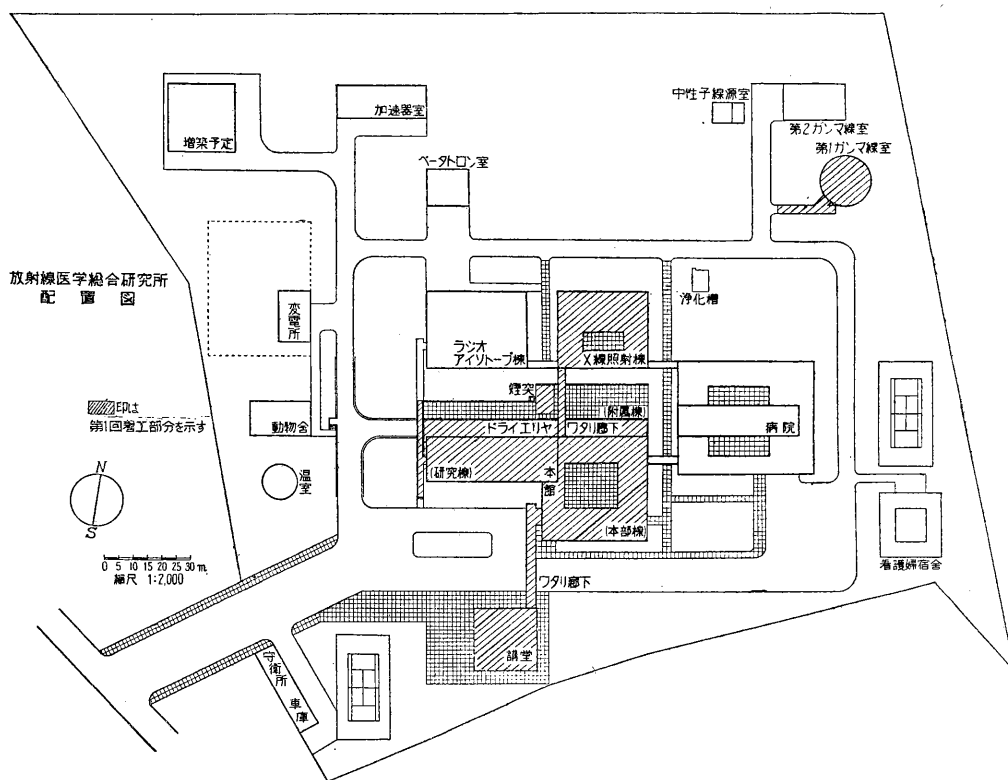 加速器室
増築予定
ベータトロン室
中性子線源室
第2ガンマ線室
第1ガンマ線室
放射線医学総合研究所
配置図
変電所
浄化槽
ラジオ
アイソトープ棟
X線照射棟
煙突
(附属棟)
印は
第1回着工部分を示す
動物舎
ドライエリヤ
ワタリ廊下
病院
(研究棟)
本館
温室
N
S
(本部棟)
0 5 10 15 20 25 30 m
縮尺 1:2,000
看護婦宿舎
ワタリ廊下
講堂
守衛所
車庫